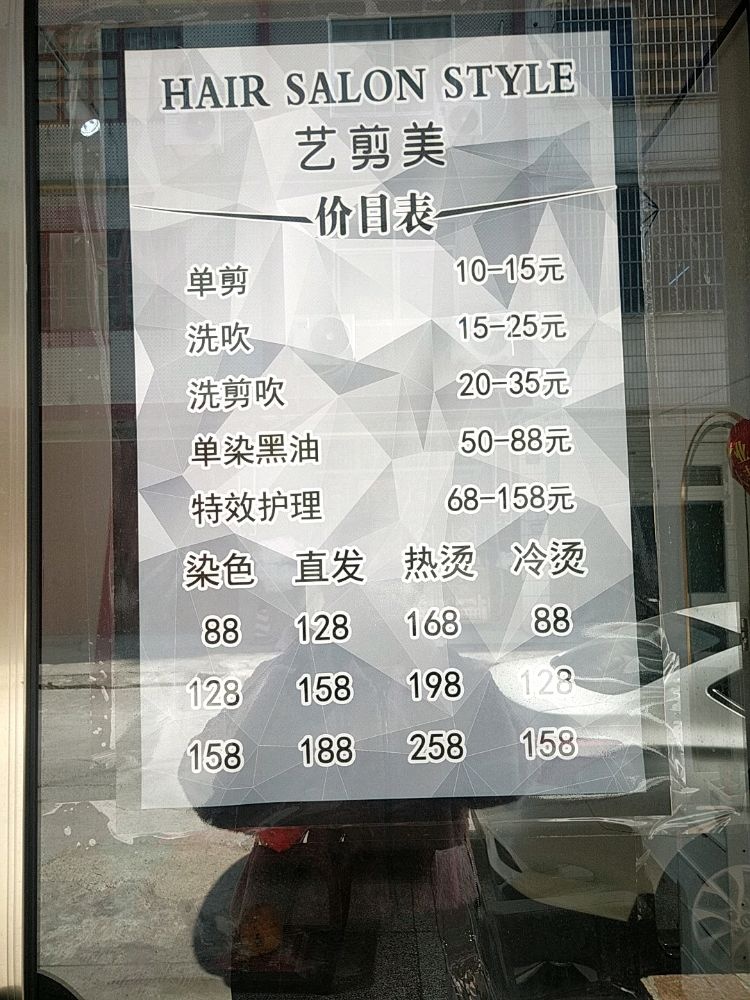 HAIR SALON STYLE
艺剪美
价目表
单剪 10-15元
洗吹 15-25元
洗剪吹 20-35元
单染黑油 50-88元
特效护理 68-158元
染色 直发 热烫 冷烫
88 128 168 88
128 158 198 128
158 188 258 158